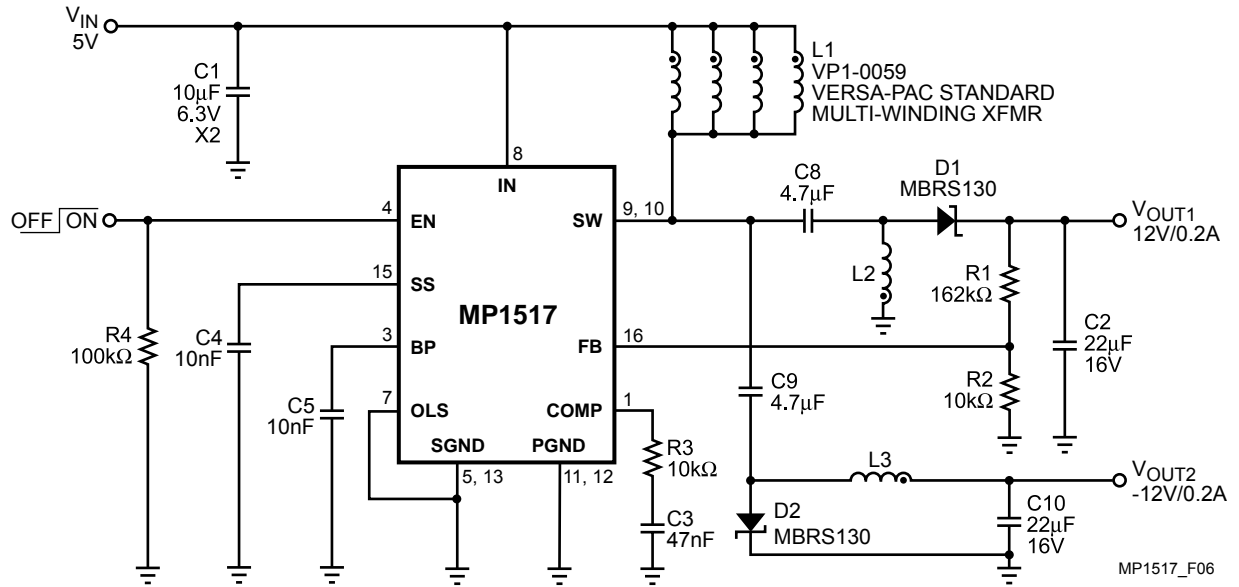 VIN
5V
C1
10µF
6.3V
X2
L1
VP1-0059
VERSA-PAC STANDARD
MULTI-WINDING XFMR
8
IN
OFF ON
4
EN
SW
9, 10
C8
4.7µF
D1
MBRS130
VOUT1
12V/0.2A
L2
R1
162kΩ
15
SS
MP1517
R4
100kΩ
C4
10nF
3
BP
FB
16
C2
22µF
16V
R2
10kΩ
C9
4.7µF
C5
10nF
7
OLS
COMP
1
SGND
PGND
5, 13
11, 12
R3
10kΩ
L3
VOUT2
-12V/0.2A
C3
47nF
D2
MBRS130
C10
22µF
16V
MP1517_F06